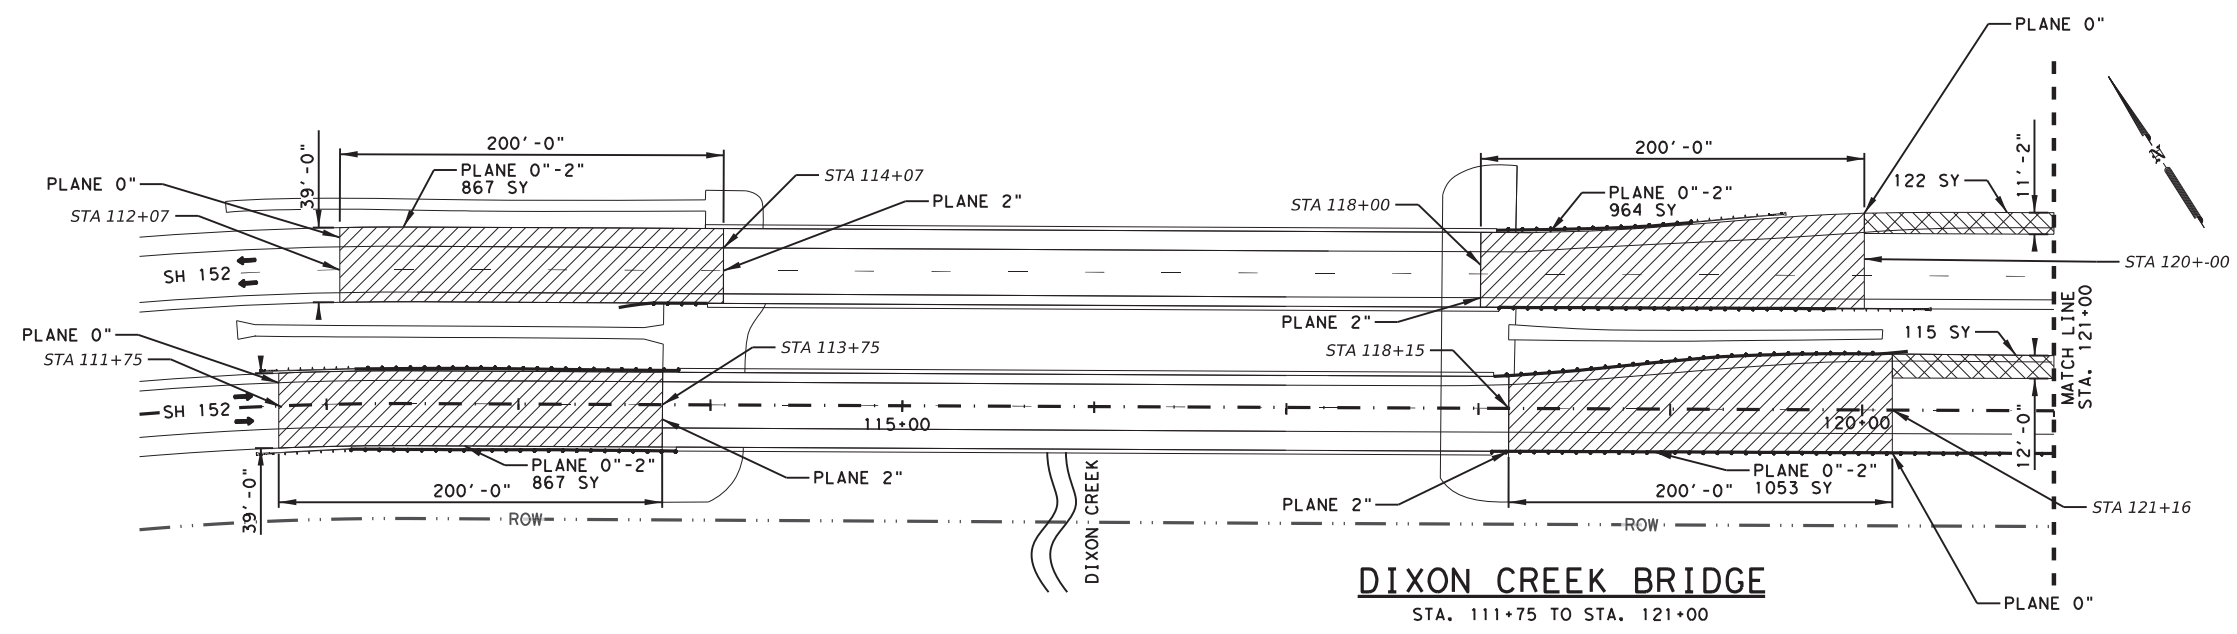 PLANE 0"
200'-0"
200'-0"
39'-0"
11'-2"
PLANE 0"-2"
867 SY
STA 114+07
122 SY
PLANE 0"
PLANE 0"-2"
964 SY
STA 112+07
PLANE 2"
STA 118+00
N
SH 152
STA 120+-00
PLANE 2"
PLANE 0"
115 SY
STA 111+75
STA 113+75
STA 118+15
MATCH LINE
STA. 121+00
SH 152
115+00
120+00
12'-0"
PLANE 0"-2"
867 SY
PLANE 2"
PLANE 0"-2"
1053 SY
200'-0"
200'-0"
39'-0"
PLANE 2"
STA 121+16
ROW
ROW
DIXON CREEK
DIXON CREEK BRIDGE
STA. 111+75 TO STA. 121+00
PLANE 0"